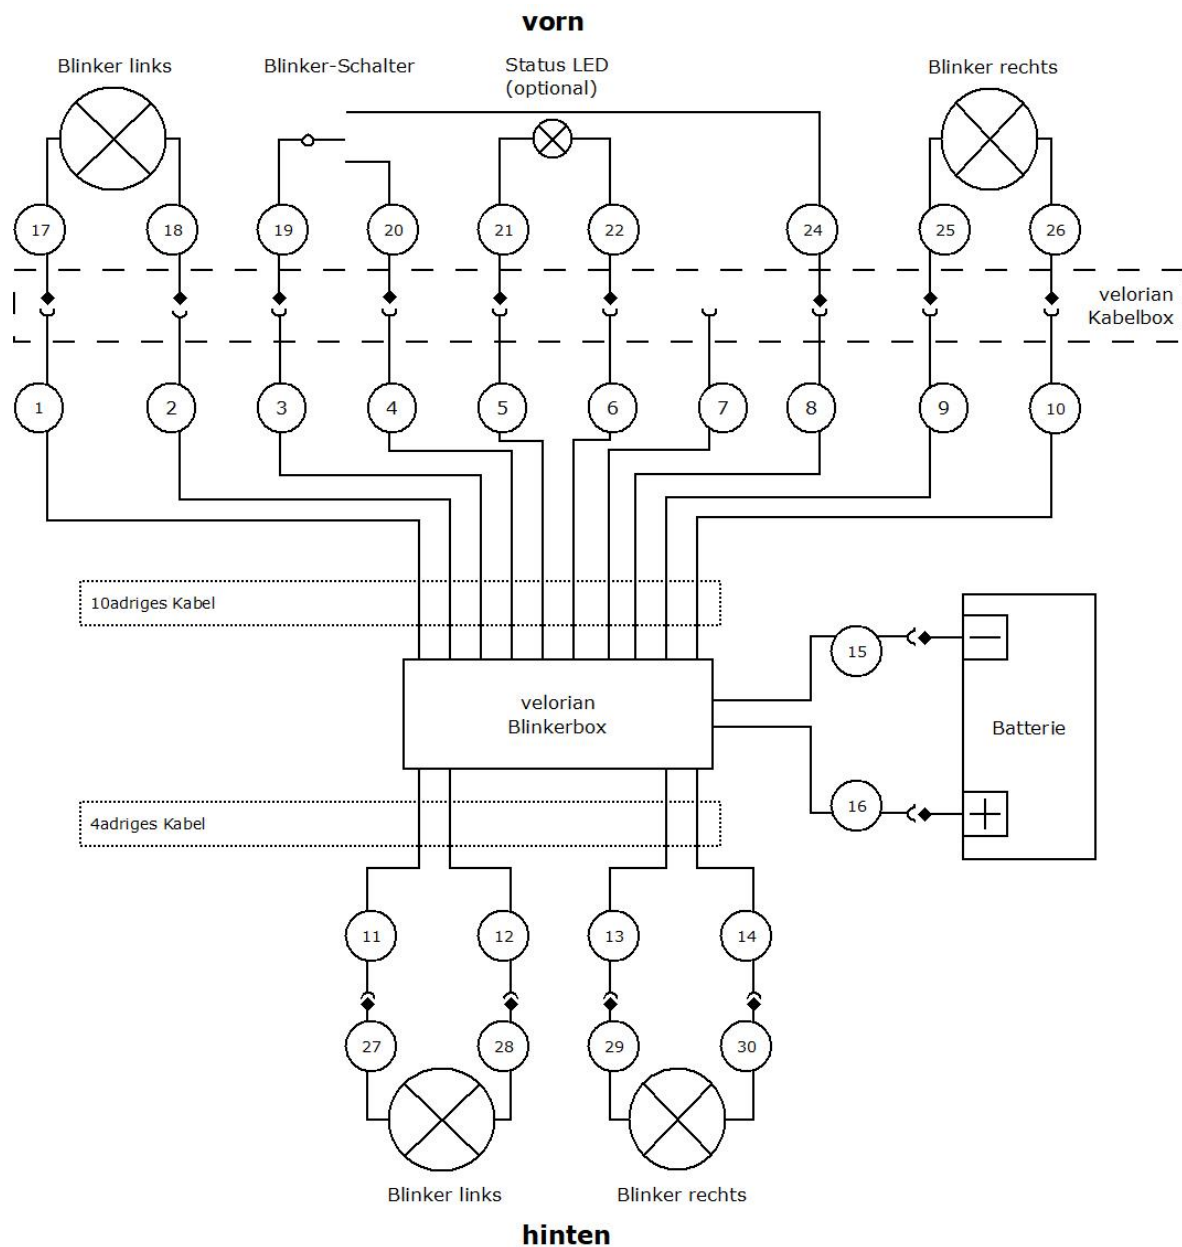 vorn
Blinker links
Blinker-Schalter
Status LED
(optional)
Blinker rechts
17
18
19
20
21
22
24
25
26
velorian
Kabelbox
1
2
3
4
5
6
7
8
9
10
10adriges Kabel
15
velorian
Blinkerbox
Batterie
16
4adriges Kabel
11
12
13
14
27
28
29
30
Blinker links
Blinker rechts
hinten